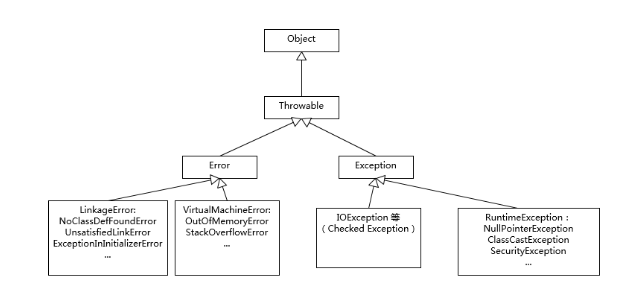 Object
Throwable
Error
Exception
LinkageError:
NoClassDefFoundError
UnsatisfiedLinkError
ExceptionInInitializerError
...
VirtualMachineError:
OutOfMemoryError
StackOverflowError
...
IOException 等
（Checked Exception）
RuntimeException：
NullPointerException
ClassCastException
SecurityException
...